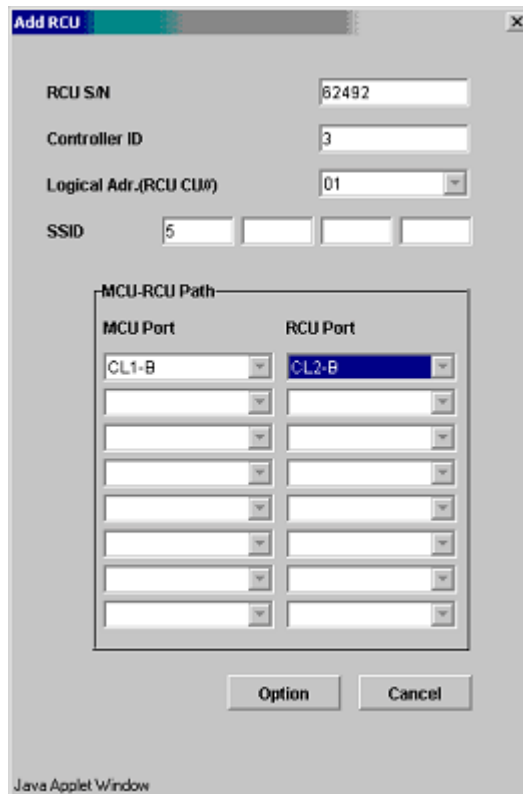 Add RCU
RCU S/N 62492
Controller ID 3
Logical Adr.(RCU CU#) 01
SSID 5
MCU-RCU Path
MCU Port RCU Port
CL1-B CL2-B
Option Cancel
Java Applet Window